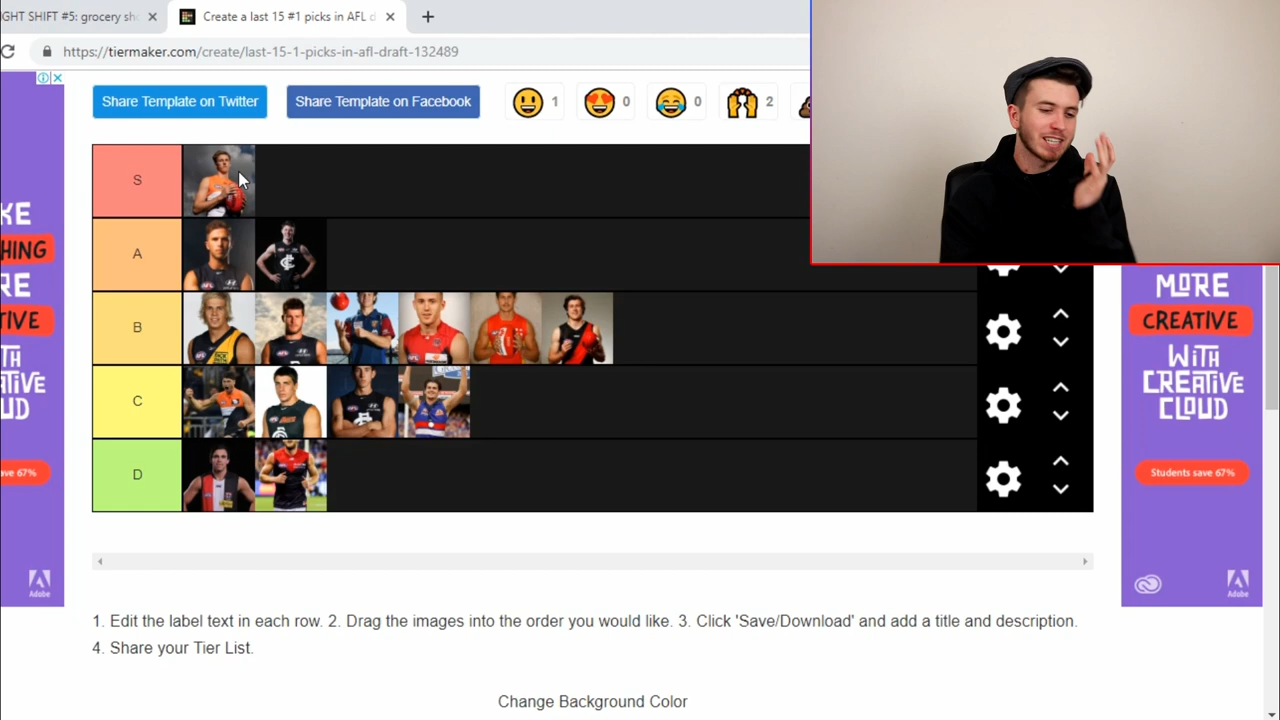 IGHT SHIFT #5: grocery sh
Create a last 15 #1 picks in AFL d
https://tiermaker.com/create/last-15-1-picks-in-afl-draft-132489
Share Template on Twitter
Share Template on Facebook
1
0
0
2
S
A
B
C
D
KE
HING
RE
TIVE
TH
TIVE
OUD
ave 67%
Adobe
MORE
CREATIVE
WITH
CREATIVE
CLOUD
Students save 67%
Adobe
1. Edit the label text in each row. 2. Drag the images into the order you would like. 3. Click 'Save/Download' and add a title and description.
4. Share your Tier List.
Change Background Color